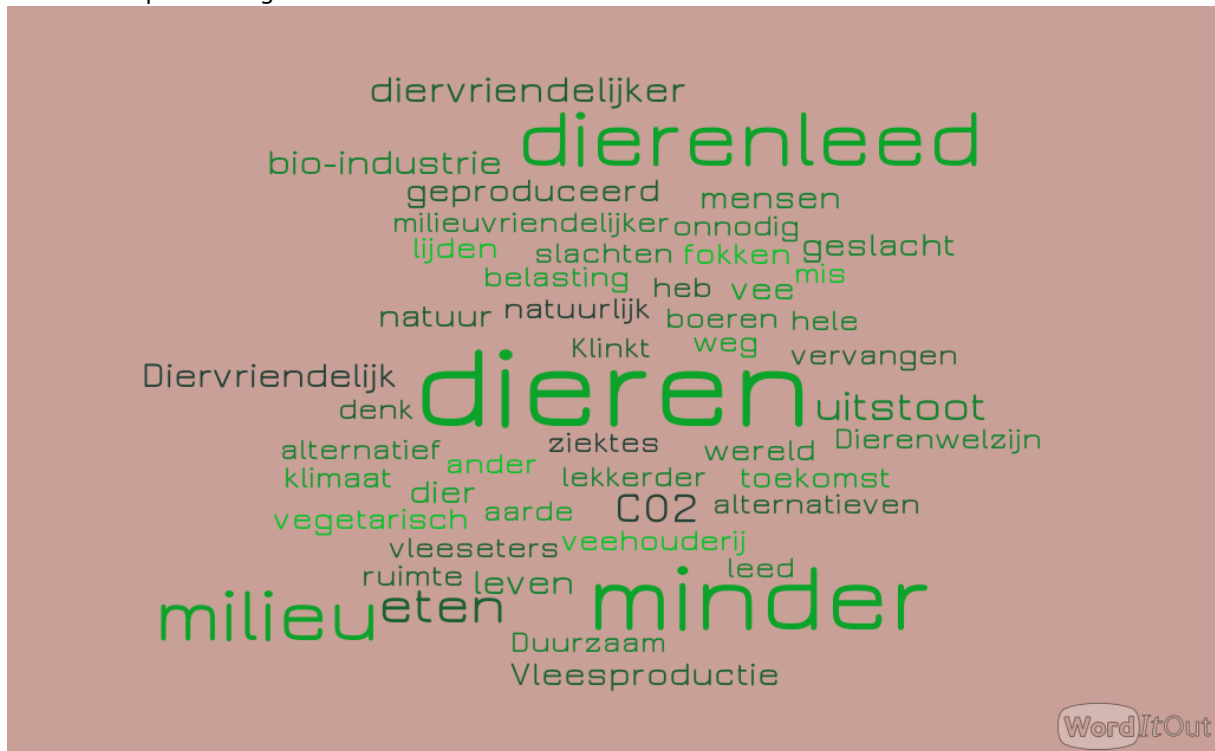 diervriendelijker
dierenleed
bio-industrie
geproduceerd mensen
milieuvriendelijker onnodig
lijden slachten fokken geslacht
belasting heb vee mis
natuur natuurlijk boeren hele
Klinkt weg vervangen
Diervriendelijk dieren
denk uitstoot
alternatief ziektes wereld Dierenwelzijn
klimaat ander lekkerder toekomst
dier CO2 alternatieven
vegetarisch aarde
vleeseters veehouderij
ruimte leven minder leed
milieu eten
Duurzaam
Vleesproductie
WordItOut